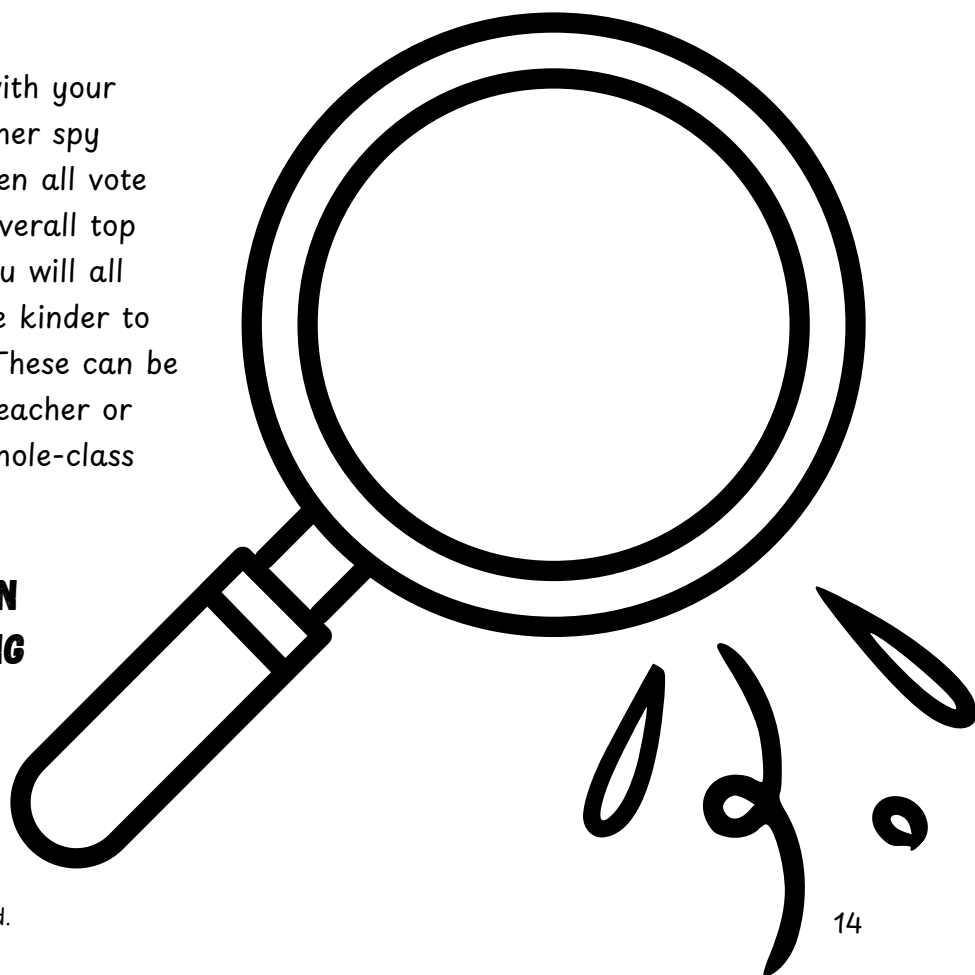 with your
her spy
en all vote
verall top
u will all
e kinder to
These can be
eacher or
hole-class
N
NG
d.
14